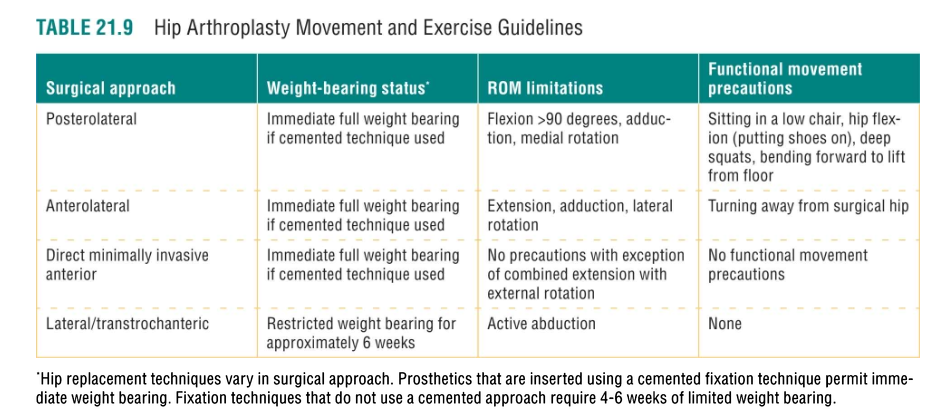 TABLE 21.9 Hip Arthroplasty Movement and Exercise Guidelines
Surgical approach
Weight-bearing status*
ROM limitations
Functional movement
precautions
Posterolateral
Immediate full weight bearing
if cemented technique used
Flexion >90 degrees, adduc-
tion, medial rotation
Sitting in a low chair, hip flex-
ion (putting shoes on), deep
squats, bending forward to lift
from floor
Anterolateral
Immediate full weight bearing
if cemented technique used
Extension, adduction, lateral
rotation
Turning away from surgical hip
Direct minimally invasive
anterior
Immediate full weight bearing
if cemented technique used
No precautions with exception
of combined extension with
external rotation
No functional movement
precautions
Lateral/transtrochanteric
Restricted weight bearing for
approximately 6 weeks
Active abduction
None
*Hip replacement techniques vary in surgical approach. Prosthetics that are inserted using a cemented fixation technique permit imme-
diate weight bearing. Fixation techniques that do not use a cemented approach require 4-6 weeks of limited weight bearing.